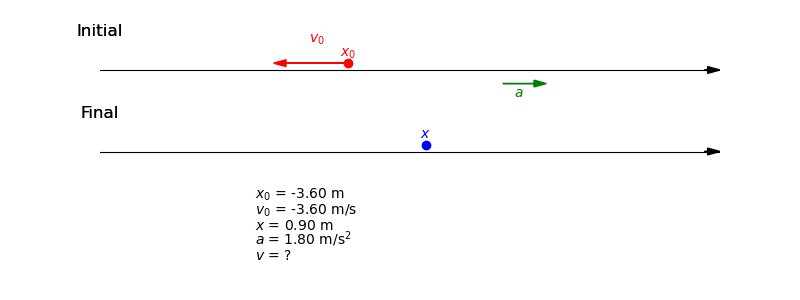 Initial
v₀
x₀
a
Final
x
x₀ = -3.60 m
v₀ = -3.60 m/s
x = 0.90 m
a = 1.80 m/s²
v = ?